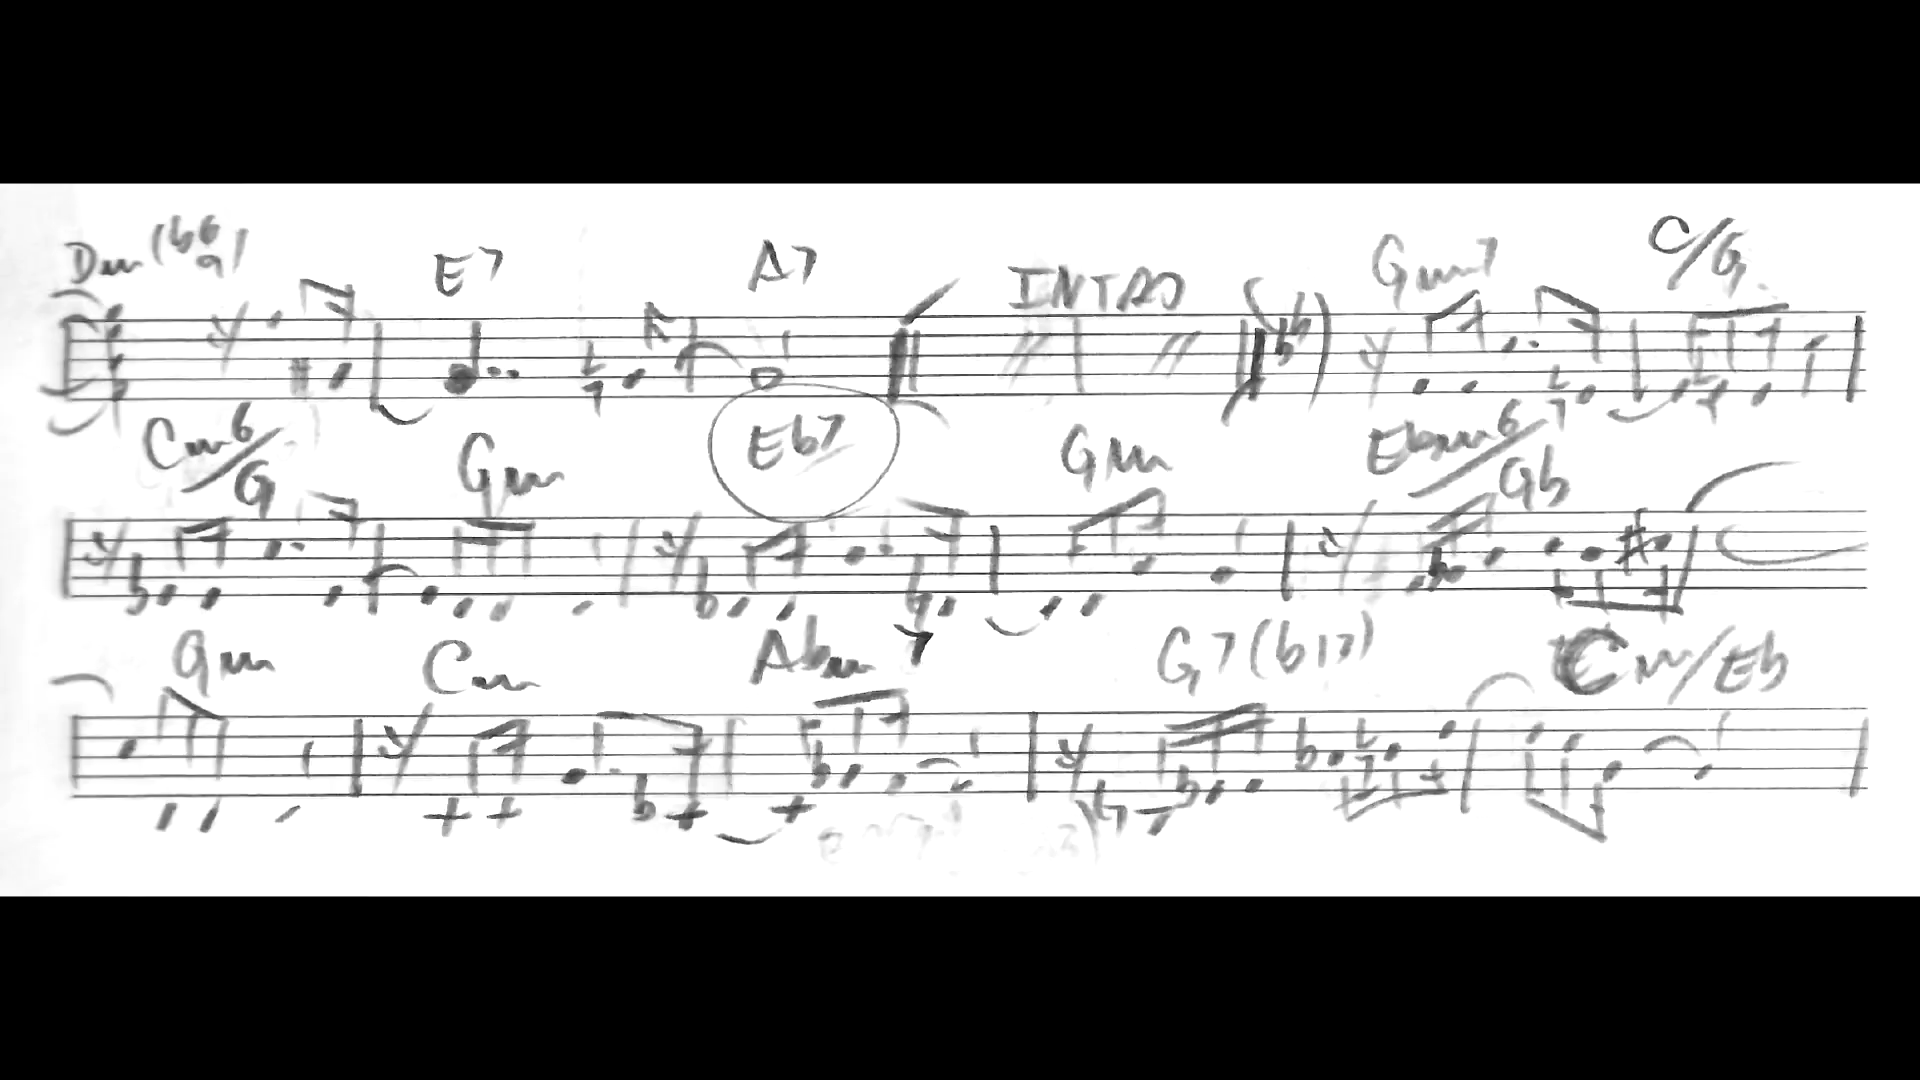 Dm(b6 9) E7 A7 INTRO Gm7 C/G
Cm6/G Gm Eb7 Gm Ebm6/Gb
Gm Cm Abm7 G7(b13) Cm/Eb